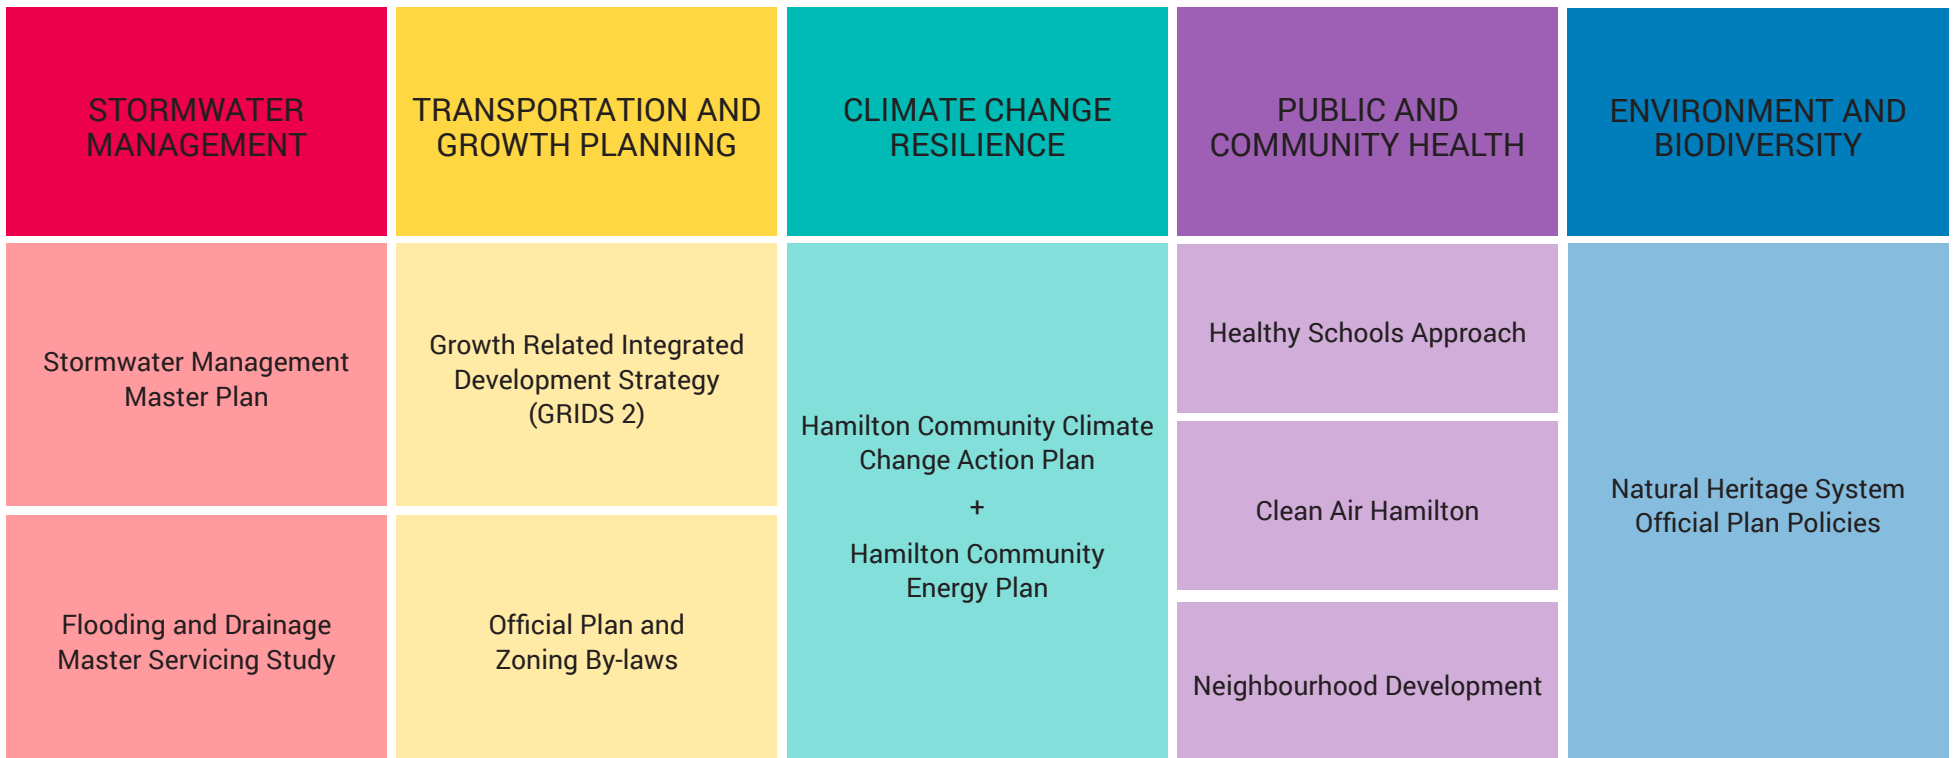 STORMWATER
MANAGEMENT
TRANSPORTATION AND
GROWTH PLANNING
CLIMATE CHANGE
RESILIENCE
PUBLIC AND
COMMUNITY HEALTH
ENVIRONMENT AND
BIODIVERSITY
Stormwater Management
Master Plan
Flooding and Drainage
Master Servicing Study
Growth Related Integrated
Development Strategy
(GRIDS 2)
Official Plan and
Zoning By-laws
Hamilton Community Climate
Change Action Plan
+
Hamilton Community
Energy Plan
Healthy Schools Approach
Clean Air Hamilton
Neighbourhood Development
Natural Heritage System
Official Plan Policies